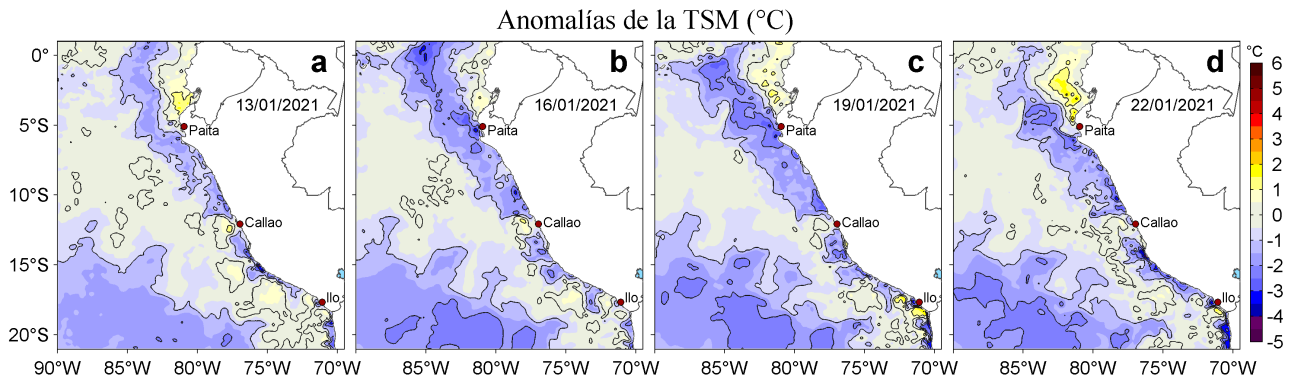 Anomalías de la TSM (°C)
a
b
c
d
13/01/2021
16/01/2021
19/01/2021
22/01/2021
Paita
Callao
Ilo
Paita
Callao
Ilo
Paita
Callao
Ilo
Paita
Callao
Ilo
0°
5°S
10°S
15°S
20°S
90°W 85°W 80°W 75°W 70°W
85°W 80°W 75°W 70°W
85°W 80°W 75°W 70°W
85°W 80°W 75°W 70°W
°C
6
5
4
3
2
1
0
-1
-2
-3
-4
-5